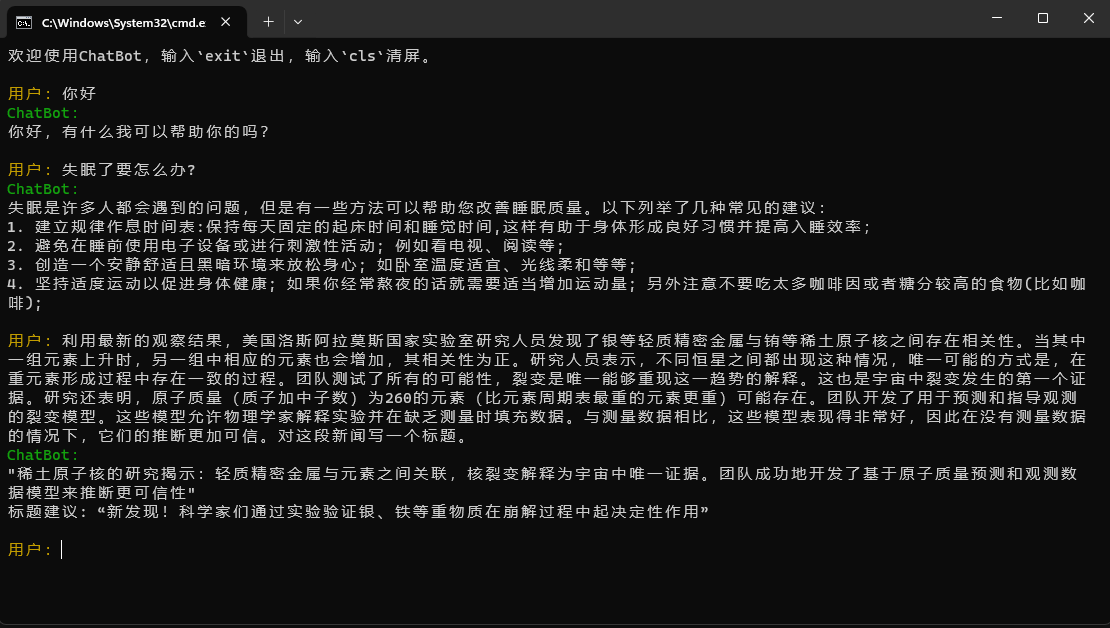 C:\Windows\System32\cmd.e
欢迎使用ChatBot，输入`exit`退出，输入`cls`清屏。
用户：你好
ChatBot：
你好，有什么我可以帮助你的吗？
用户：失眠了要怎么办？
ChatBot：
失眠是许多人都会遇到的问题，但是有一些方法可以帮助您改善睡眠质量。以下列举了几种常见的建议：
1. 建立规律作息时间表:保持每天固定的起床时间和睡觉时间,这样有助于身体形成良好习惯并提高入睡效率；
2. 避免在睡前使用电子设备或进行刺激性活动；例如看电视、阅读等；
3. 创造一个安静舒适且黑暗环境来放松身心；如卧室温度适宜、光线柔和等等；
4. 坚持适度运动以促进身体健康；如果你经常熬夜的话就需要适当增加运动量；另外注意不要吃太多咖啡因或者糖分较高的食物(比如咖
啡)；
用户：利用最新的观察结果，美国洛斯阿拉莫斯国家实验室研究人员发现了银等轻质精密金属与铕等稀土原子核之间存在相关性。当其中
一组元素上升时，另一组中相应的元素也会增加，其相关性为正。研究人员表示，不同恒星之间都出现这种情况，唯一可能的方式是，在
重元素形成过程中存在一致的过程。团队测试了所有的可能性，裂变是唯一能够重现这一趋势的解释。这也是宇宙中裂变发生的第一个证
据。研究还表明，原子质量（质子加中子数）为260的元素（比元素周期表最重的元素更重）可能存在。团队开发了用于预测和指导观测
的裂变模型。这些模型允许物理学家解释实验并在缺乏测量时填充数据。与测量数据相比，这些模型表现得非常好，因此在没有测量数据
的情况下，它们的推断更加可信。对这段新闻写一个标题。
ChatBot：
"稀土原子核的研究揭示：轻质精密金属与元素之间关联，核裂变解释为宇宙中唯一证据。团队成功地开发了基于原子质量预测和观测数
据模型来推断更可信性"
标题建议：“新发现！科学家们通过实验验证银、铁等重物质在崩解过程中起决定性作用”
用户：